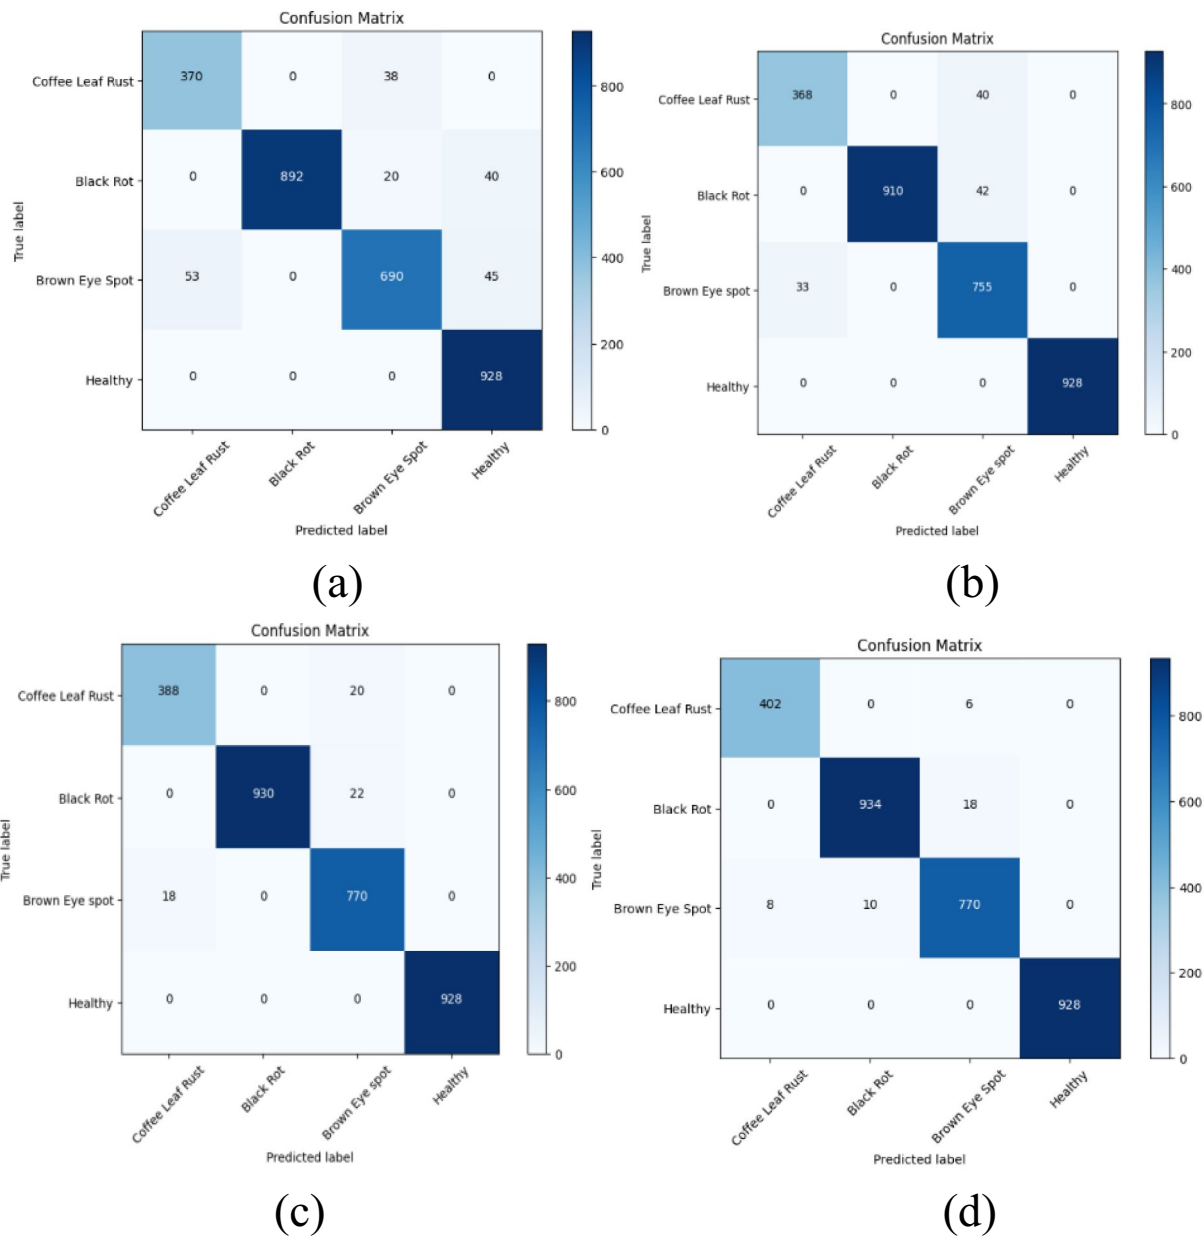 Confusion Matrix
Coffee Leaf Rust 370 0 38 0
Black Rot 0 892 20 40
Brown Eye Spot 53 0 690 45
Healthy 0 0 0 928
True label
Coffee Leaf Rust Black Rot Brown Eye Spot Healthy
Predicted label
800
600
400
200
0
(a)
Confusion Matrix
Coffee Leaf Rust 368 0 40 0
Black Rot 0 910 42 0
Brown Eye spot 33 0 755 0
Healthy 0 0 0 928
True label
Coffee Leaf Rust Black Rot Brown Eye spot Healthy
Predicted label
800
600
400
200
0
(b)
Confusion Matrix
Coffee Leaf Rust 388 0 20 0
Black Rot 0 930 22 0
Brown Eye spot 18 0 770 0
Healthy 0 0 0 928
True label
Coffee Leaf Rust Black Rot Brown Eye spot Healthy
Predicted label
800
600
400
200
0
(c)
Confusion Matrix
Coffee Leaf Rust 402 0 6 0
Black Rot 0 934 18 0
Brown Eye Spot 8 10 770 0
Healthy 0 0 0 928
True label
Coffee Leaf Rust Black Rot Brown Eye Spot Healthy
Predicted label
800
600
400
200
0
(d)